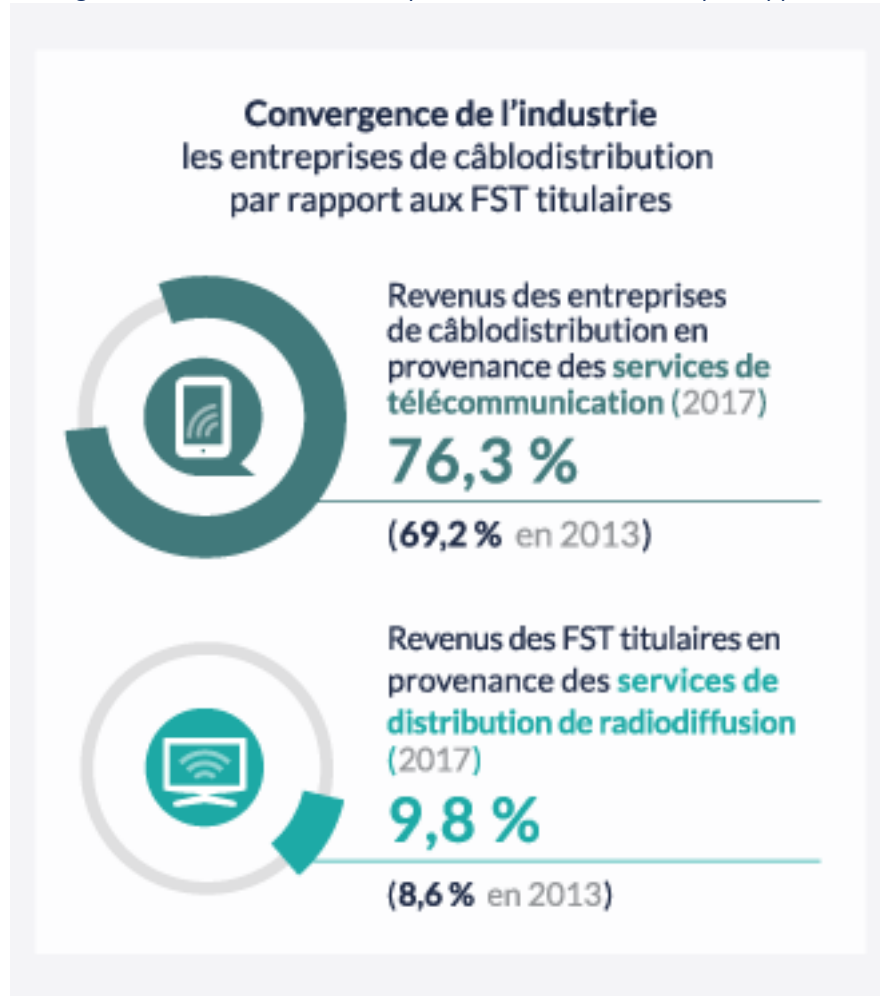 Convergence de l’industrie
les entreprises de câblodistribution
par rapport aux FST titulaires
Revenus des entreprises
de câblodistribution en
provenance des services de
télécommunication (2017)
76,3 %
(69,2 % en 2013)
Revenus des FST titulaires en
provenance des services de
distribution de radiodiffusion
(2017)
9,8 %
(8,6 % en 2013)